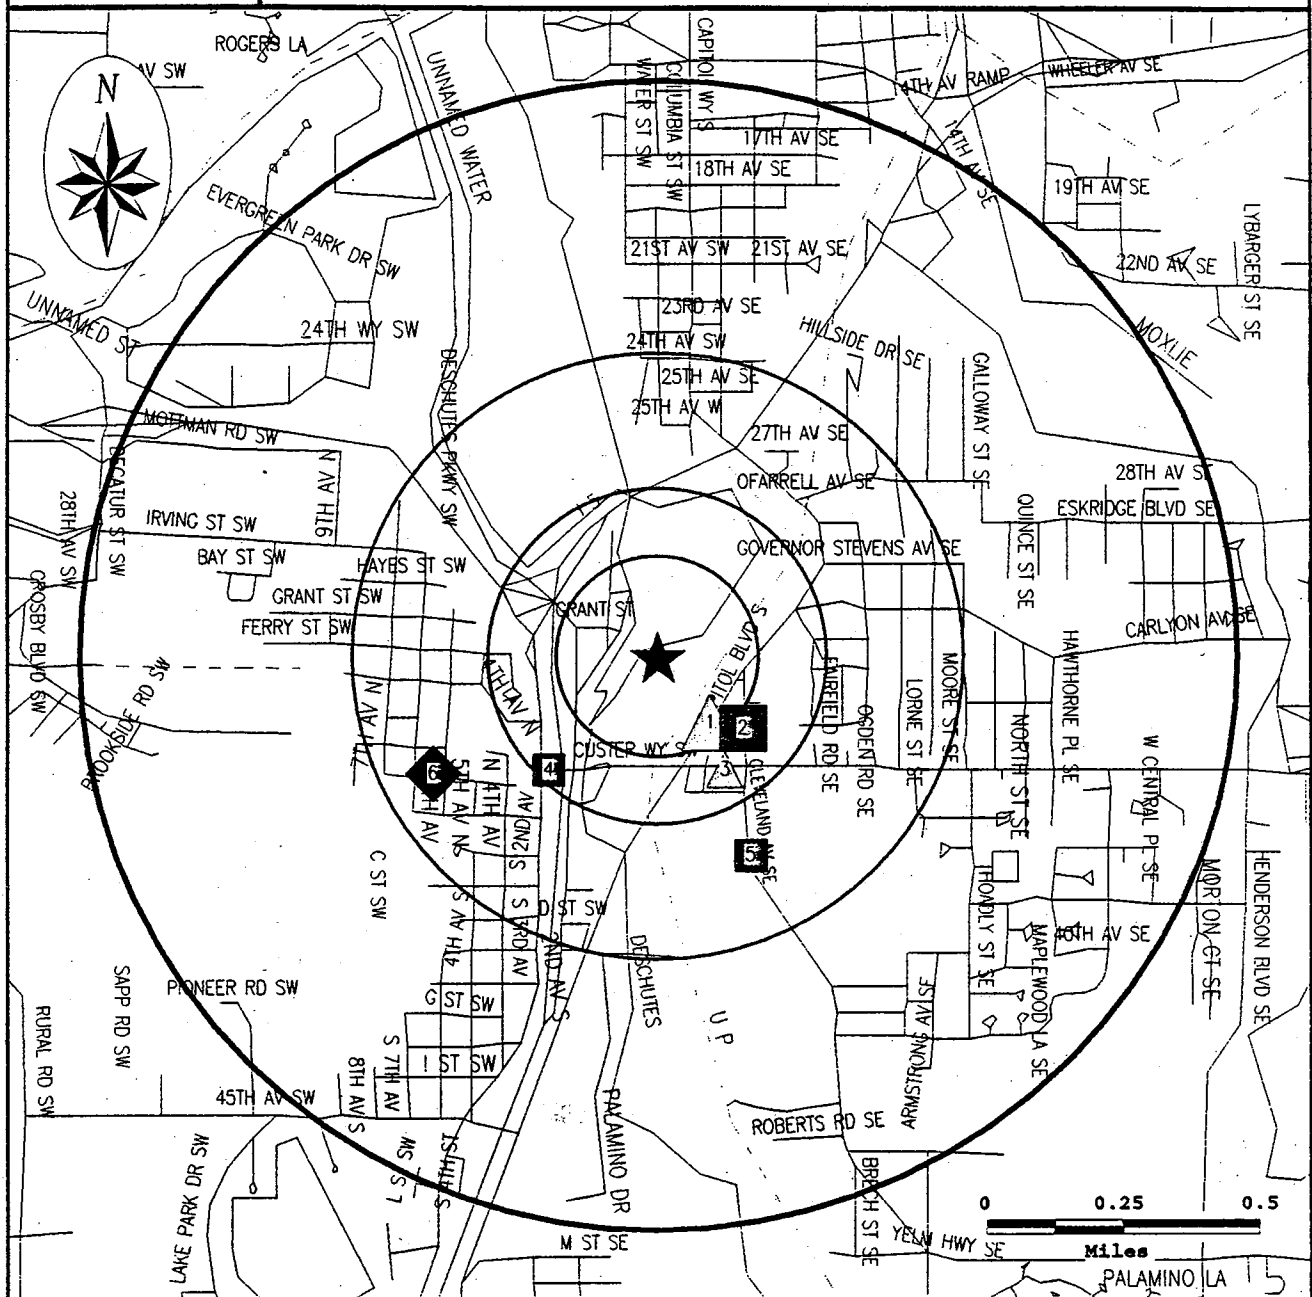 ROGERS LA
AV SW
N
UNNAMED WATER
WATER ST SW
COLUMBIA ST SW
CAPITOL WY S
4TH AV RAMP
WHEELER AV SE
17TH AV SE
14TH AV SE
18TH AV SE
19TH AV SE
EVERGREEN PARK DR SW
21ST AV SW
21ST AV SE
22ND AV SE
LYBARGER ST SE
UNNAMED ST
24TH WY SW
23RD AV SE
24TH AV SW
HILLSIDE DR SE
MOXLIE
DESCHUTES PKWY SW
25TH AV SE
25TH AV W
GALLOWAY ST SE
MOTTMAN RD SW
27TH AV SE
28TH AV SW
DECATUR ST SW
N AV H16
OFARRELL AV SE
28TH AV SE
ESKRIDGE BLVD SE
QUINCE ST SE
IRVING ST SW
BAY ST SW
HAYES ST SW
GOVERNOR STEVENS AV SE
CROSBY BLVD SW
GRANT ST SW
GRANT ST
FERRY ST SW
CARLYON AVD SE
HAWTHORNE PL SE
BROOKSIDE RD SW
7TH AV N
4TH AV N
FAIRFIELD RD SE
OGDEN RD SE
LORNE ST SE
MOORE ST SE
NORTH ST SE
W CENTRAL PL SE
1
2
3
CUSTER WY SW
4
5
6
CLEVELAND AV SE
5TH AV N
N 4TH AV
2ND AV
C ST SW
D ST SW
4TH AV S
S 3RD AV
2ND AV S
DESCHUTES
HOADLY ST SE
MAPLEWOOD LA SE
40TH AV SE
MORTON CT SE
HENDERSON BLVD SE
SAPP RD SW
PIONEER RD SW
G ST SW
U P
RURAL RD SW
I ST SW
8TH AV S
S 7TH AV
ARMSTRONG AV SE
45TH AV SW
PALAMINO DR
ROBERTS RD SE
LAKE PARK DR SW
S 4TH ST
BRECH ST SE
0 0.25 0.5
Miles
M ST SE
YELM HWY SE
PALAMINO LA